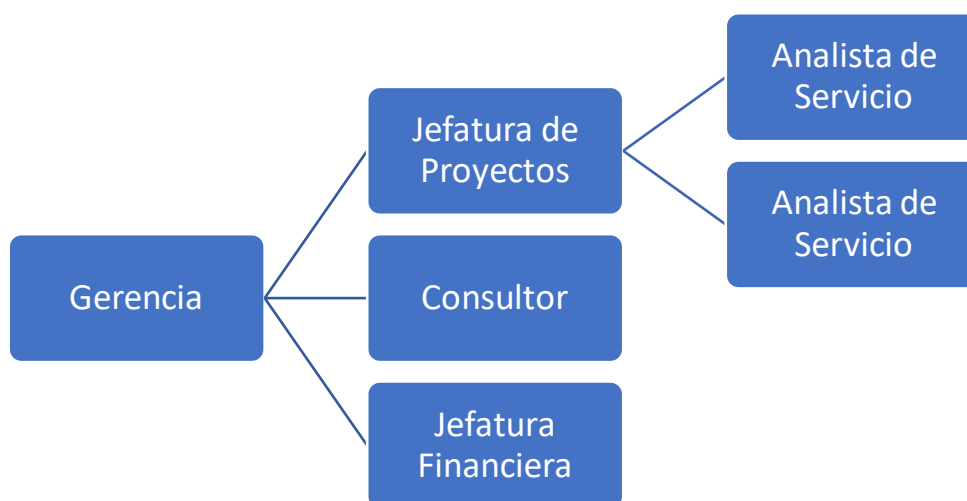 Analista de
Servicio
Jefatura de
Proyectos
Analista de
Servicio
Gerencia
Consultor
Jefatura
Financiera